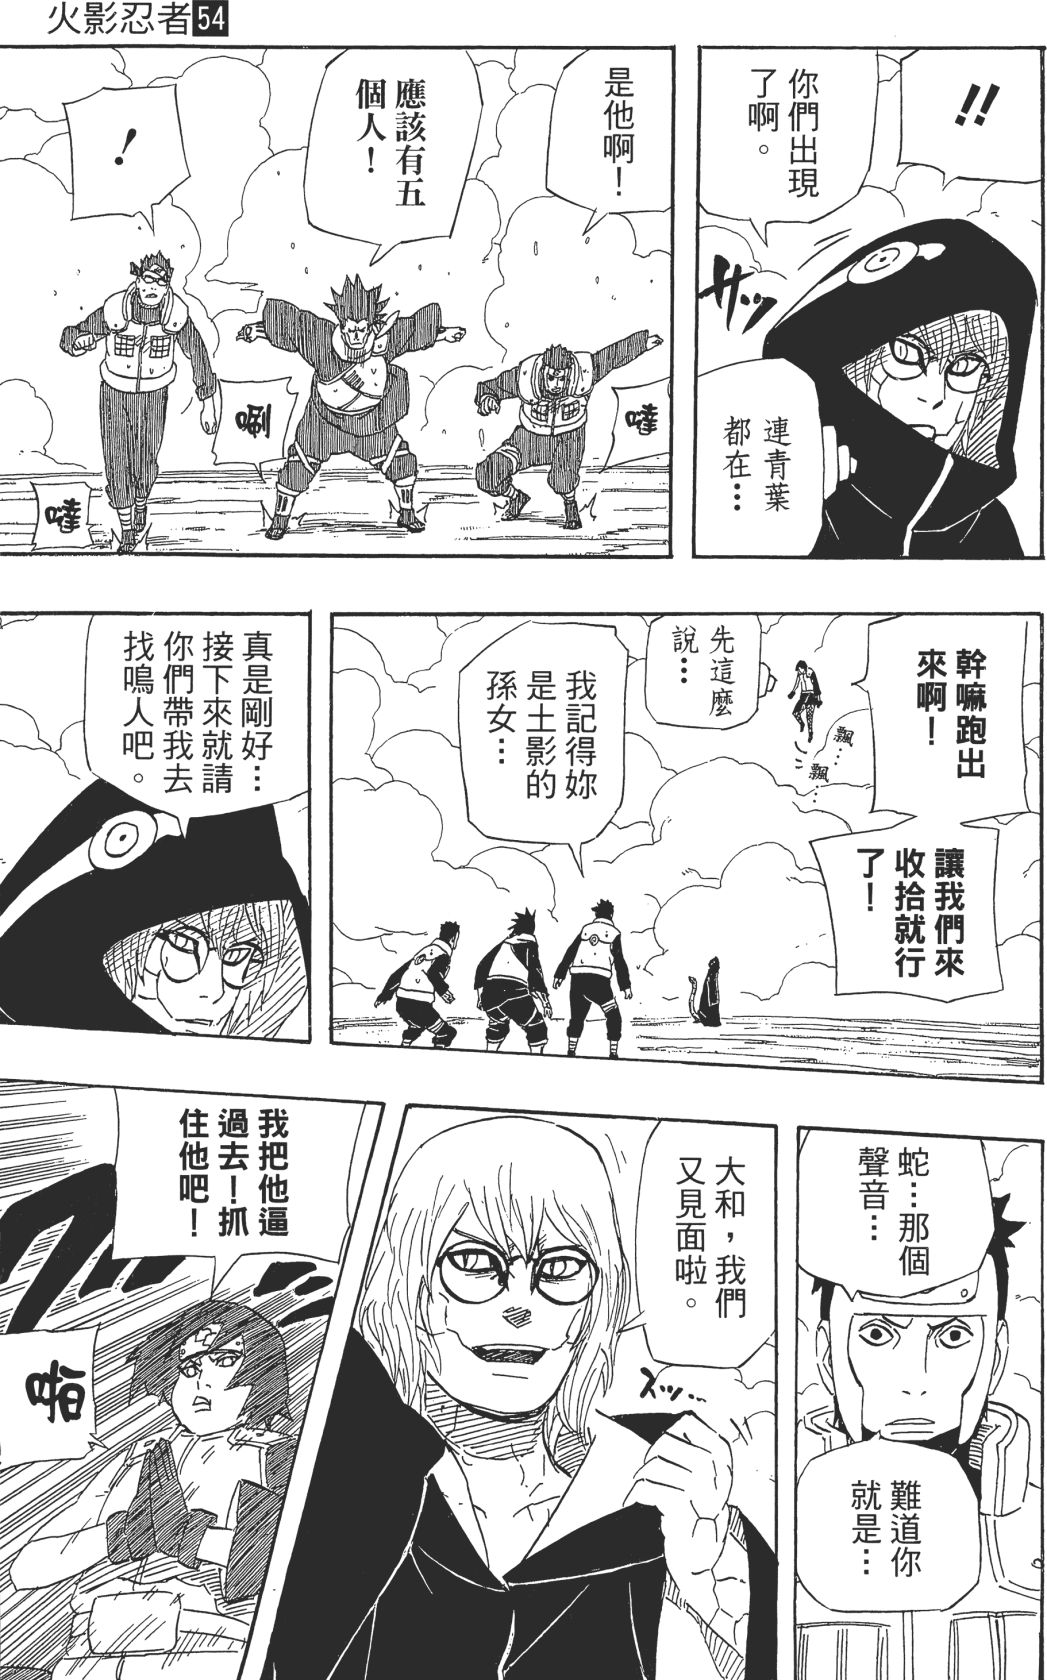 火影忍者54
!!
你們出現
了啊。
サッ
連青葉
都在…
是他啊！
應該有五
個人！
！
噠
噠
幹嘛跑出
來啊！
讓我們來
收拾就行
了！
飄…
飄…
先這麼
說…
我記得妳
是土影的
孫女…
真是剛好…
接下來就請
你們帶我去
找鳴人吧。
蛇…那個
聲音…
難道你
就是…
大和，我們
又見面啦。
スッ…
我把他逼
過去！抓
住他吧！
啪